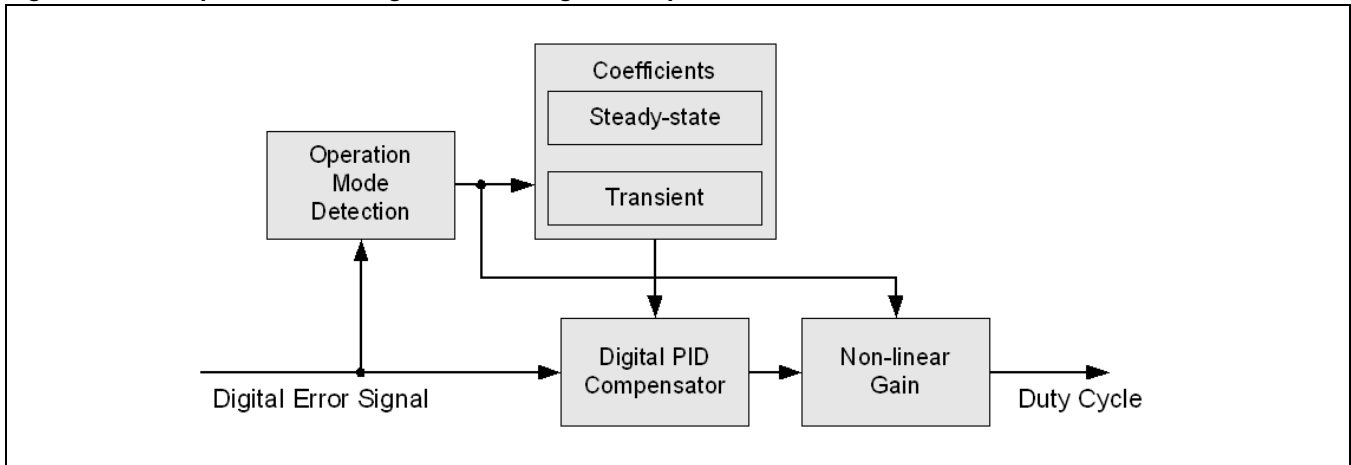 Coefficients
Steady-state
Transient
Operation
Mode
Detection
Digital PID
Compensator
Non-linear
Gain
Digital Error Signal
Duty Cycle